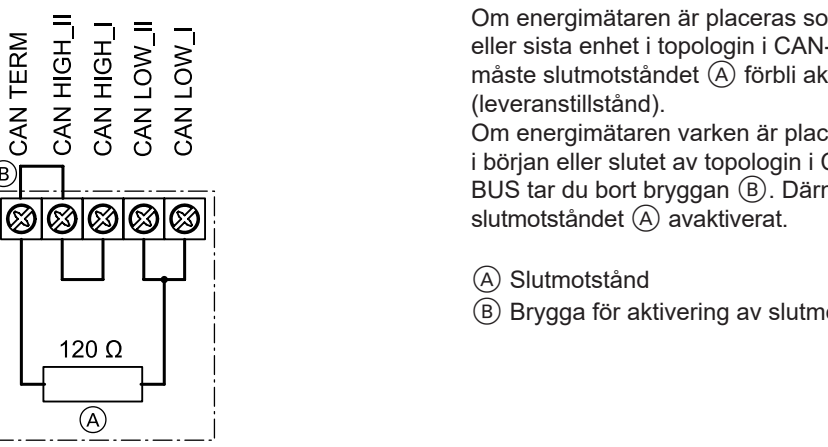 CAN TERM
CAN HIGH_II
CAN HIGH_I
CAN LOW_II
CAN LOW_I
B
120 Ω
A
Om energimätaren är placeras so
eller sista enhet i topologin i CAN-
måste slutmotståndet Ⓐ förbli ak
(leveranstillstånd).
Om energimätaren varken är plac
i början eller slutet av topologin i C
BUS tar du bort bryggan Ⓑ. Därm
slutmotståndet Ⓐ avaktiverat.
Ⓐ Slutmotstånd
Ⓑ Brygga för aktivering av slutmo